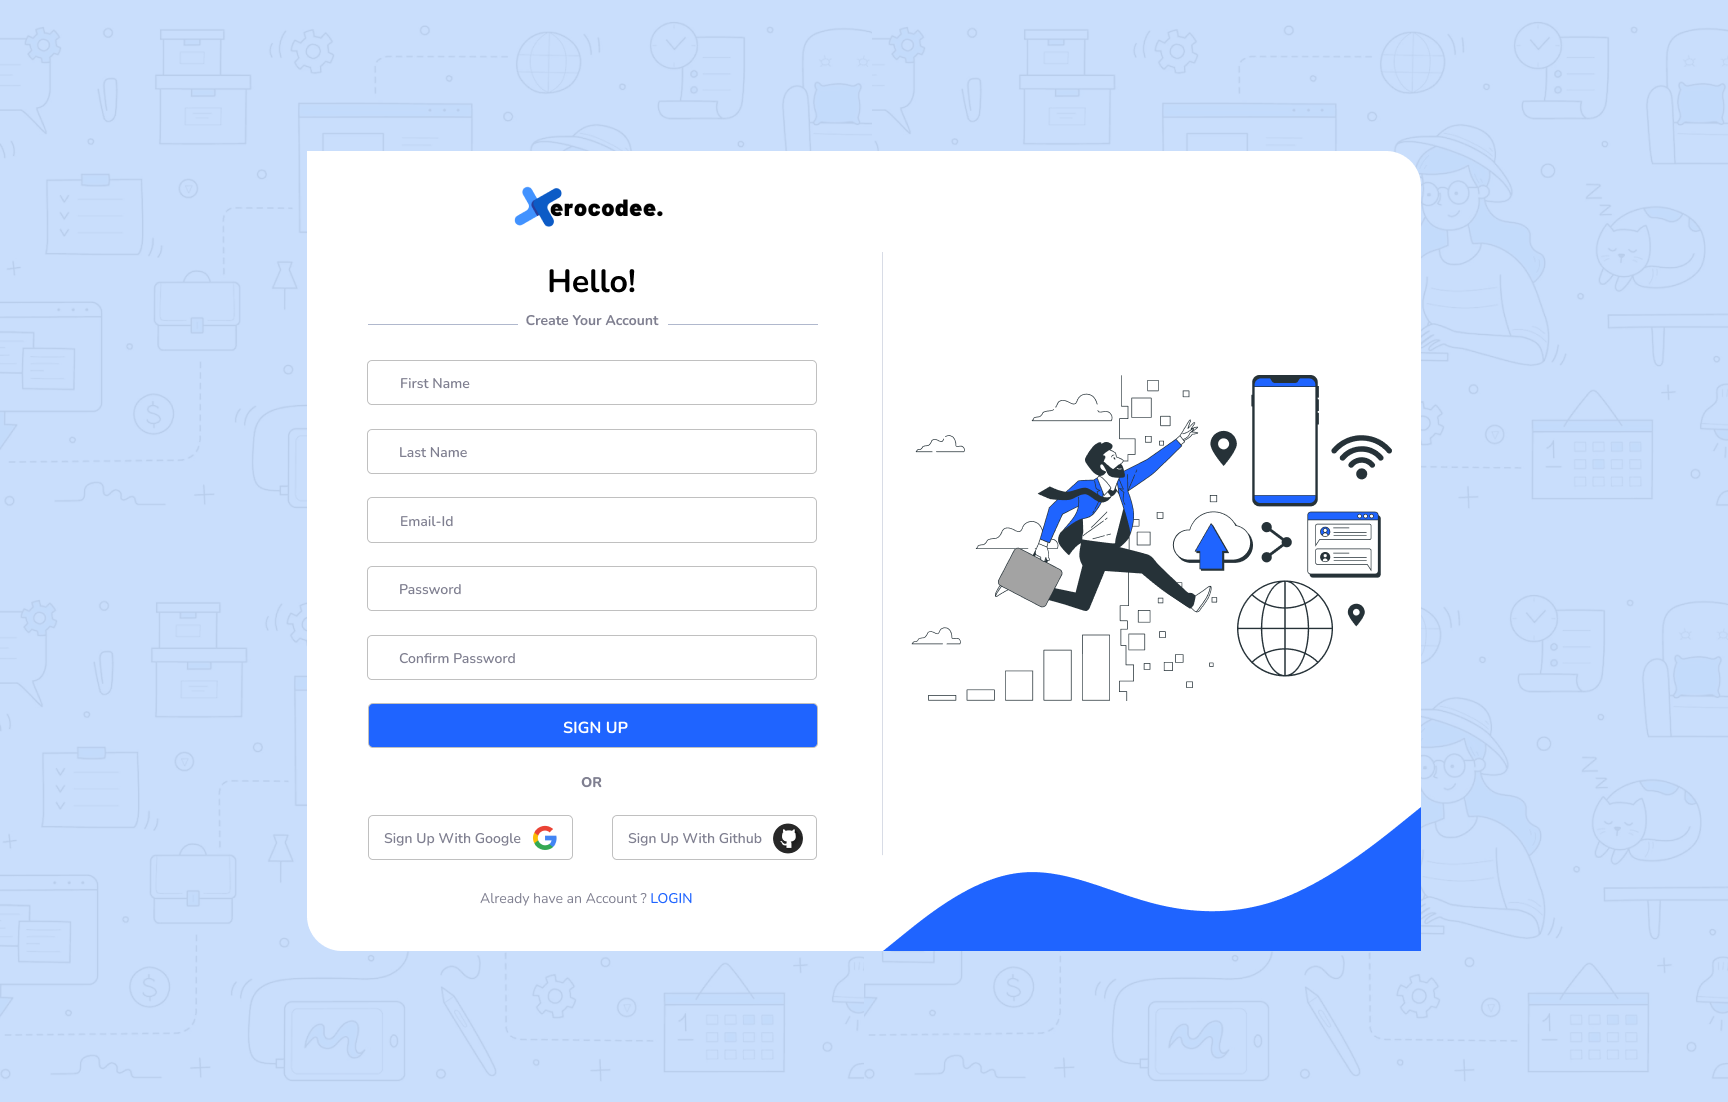 Xerocodee.
Hello!
Create Your Account
First Name
Last Name
Email-Id
Password
Confirm Password
SIGN UP
OR
Sign Up With Google
Sign Up With Github
Already have an Account ? LOGIN